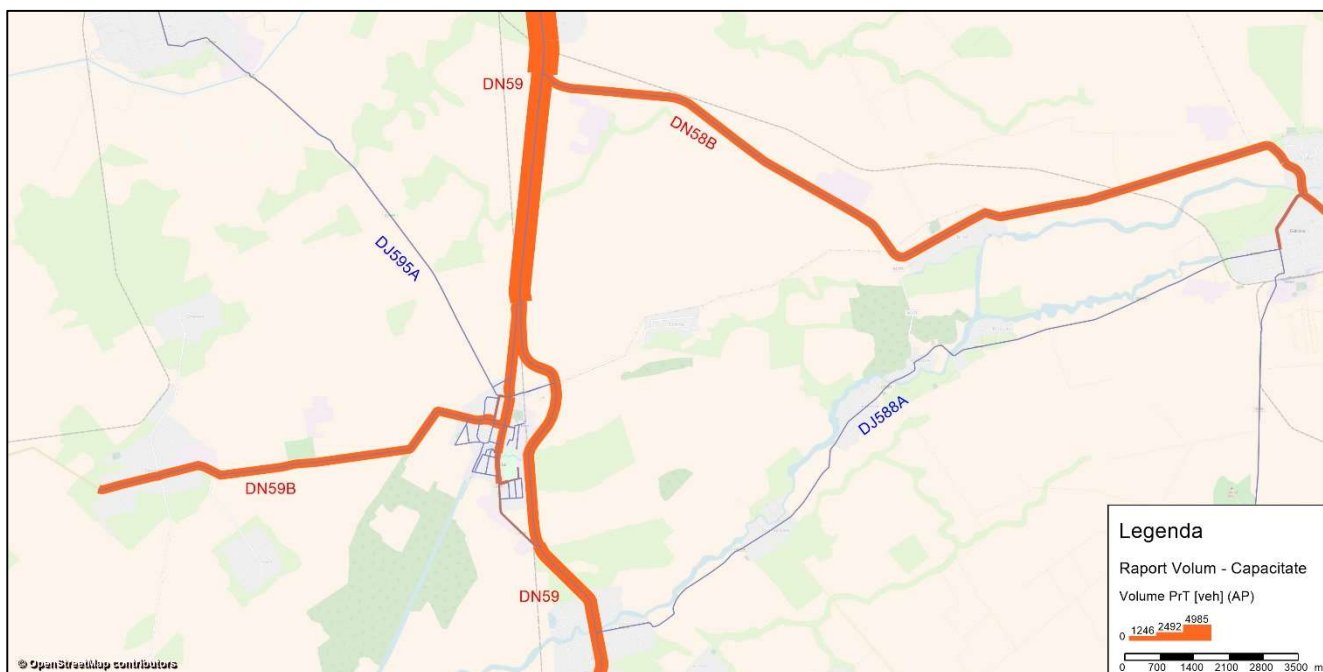 DN59
DN58B
DJ595A
DJ588A
DN59B
DN59
Legenda
Raport Volum - Capacitate
Volume PrT [veh] (AP)
0 1246 2492 4985
0 700 1400 2100 2800 3500 m
© OpenStreetMap contributors